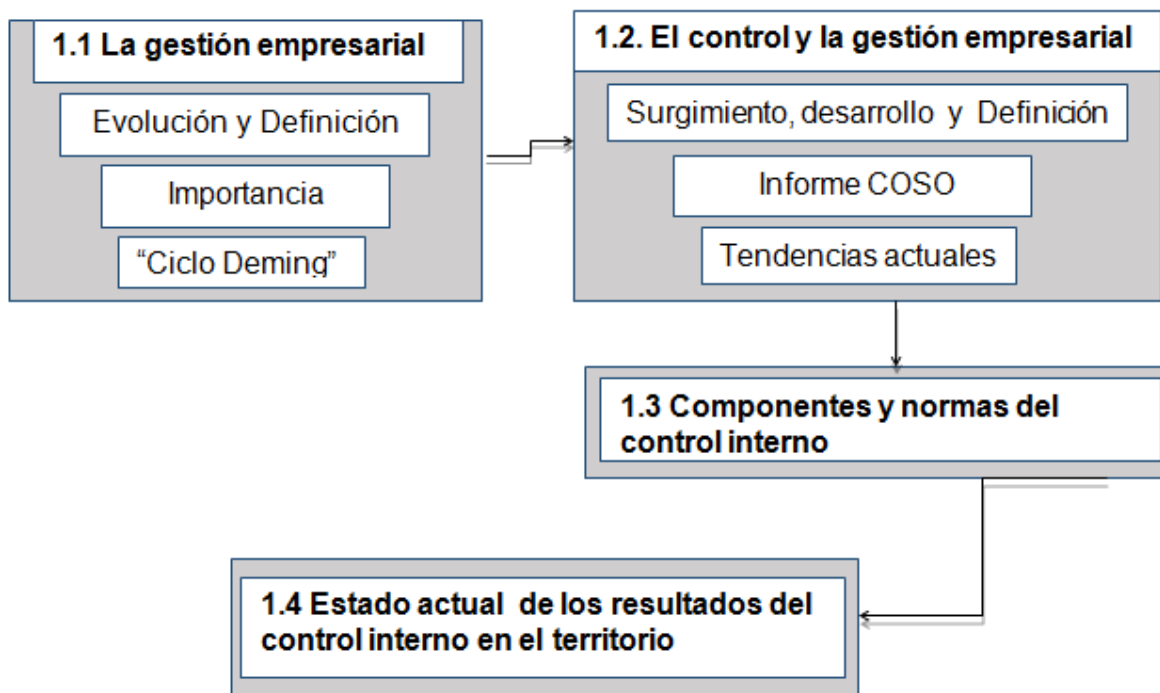 1.1 La gestión empresarial
Evolución y Definición
Importancia
“Ciclo Deming”
1.2. El control y la gestión empresarial
Surgimiento, desarrollo y Definición
Informe COSO
Tendencias actuales
1.3 Componentes y normas del
control interno
1.4 Estado actual de los resultados del
control interno en el territorio